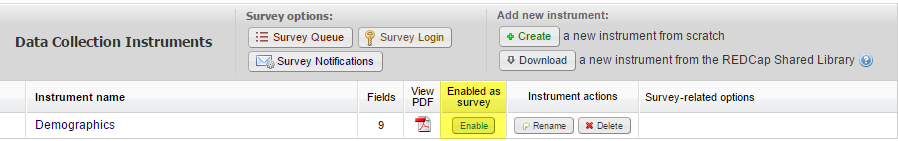 Data Collection Instruments
Survey options:
Survey Queue
Survey Login
Survey Notifications
Add new instrument:
Create a new instrument from scratch
Download a new instrument from the REDCap Shared Library ?
Instrument name
Fields
View
PDF
Enabled as
survey
Instrument actions
Survey-related options
Demographics
9
Enable
Rename
Delete